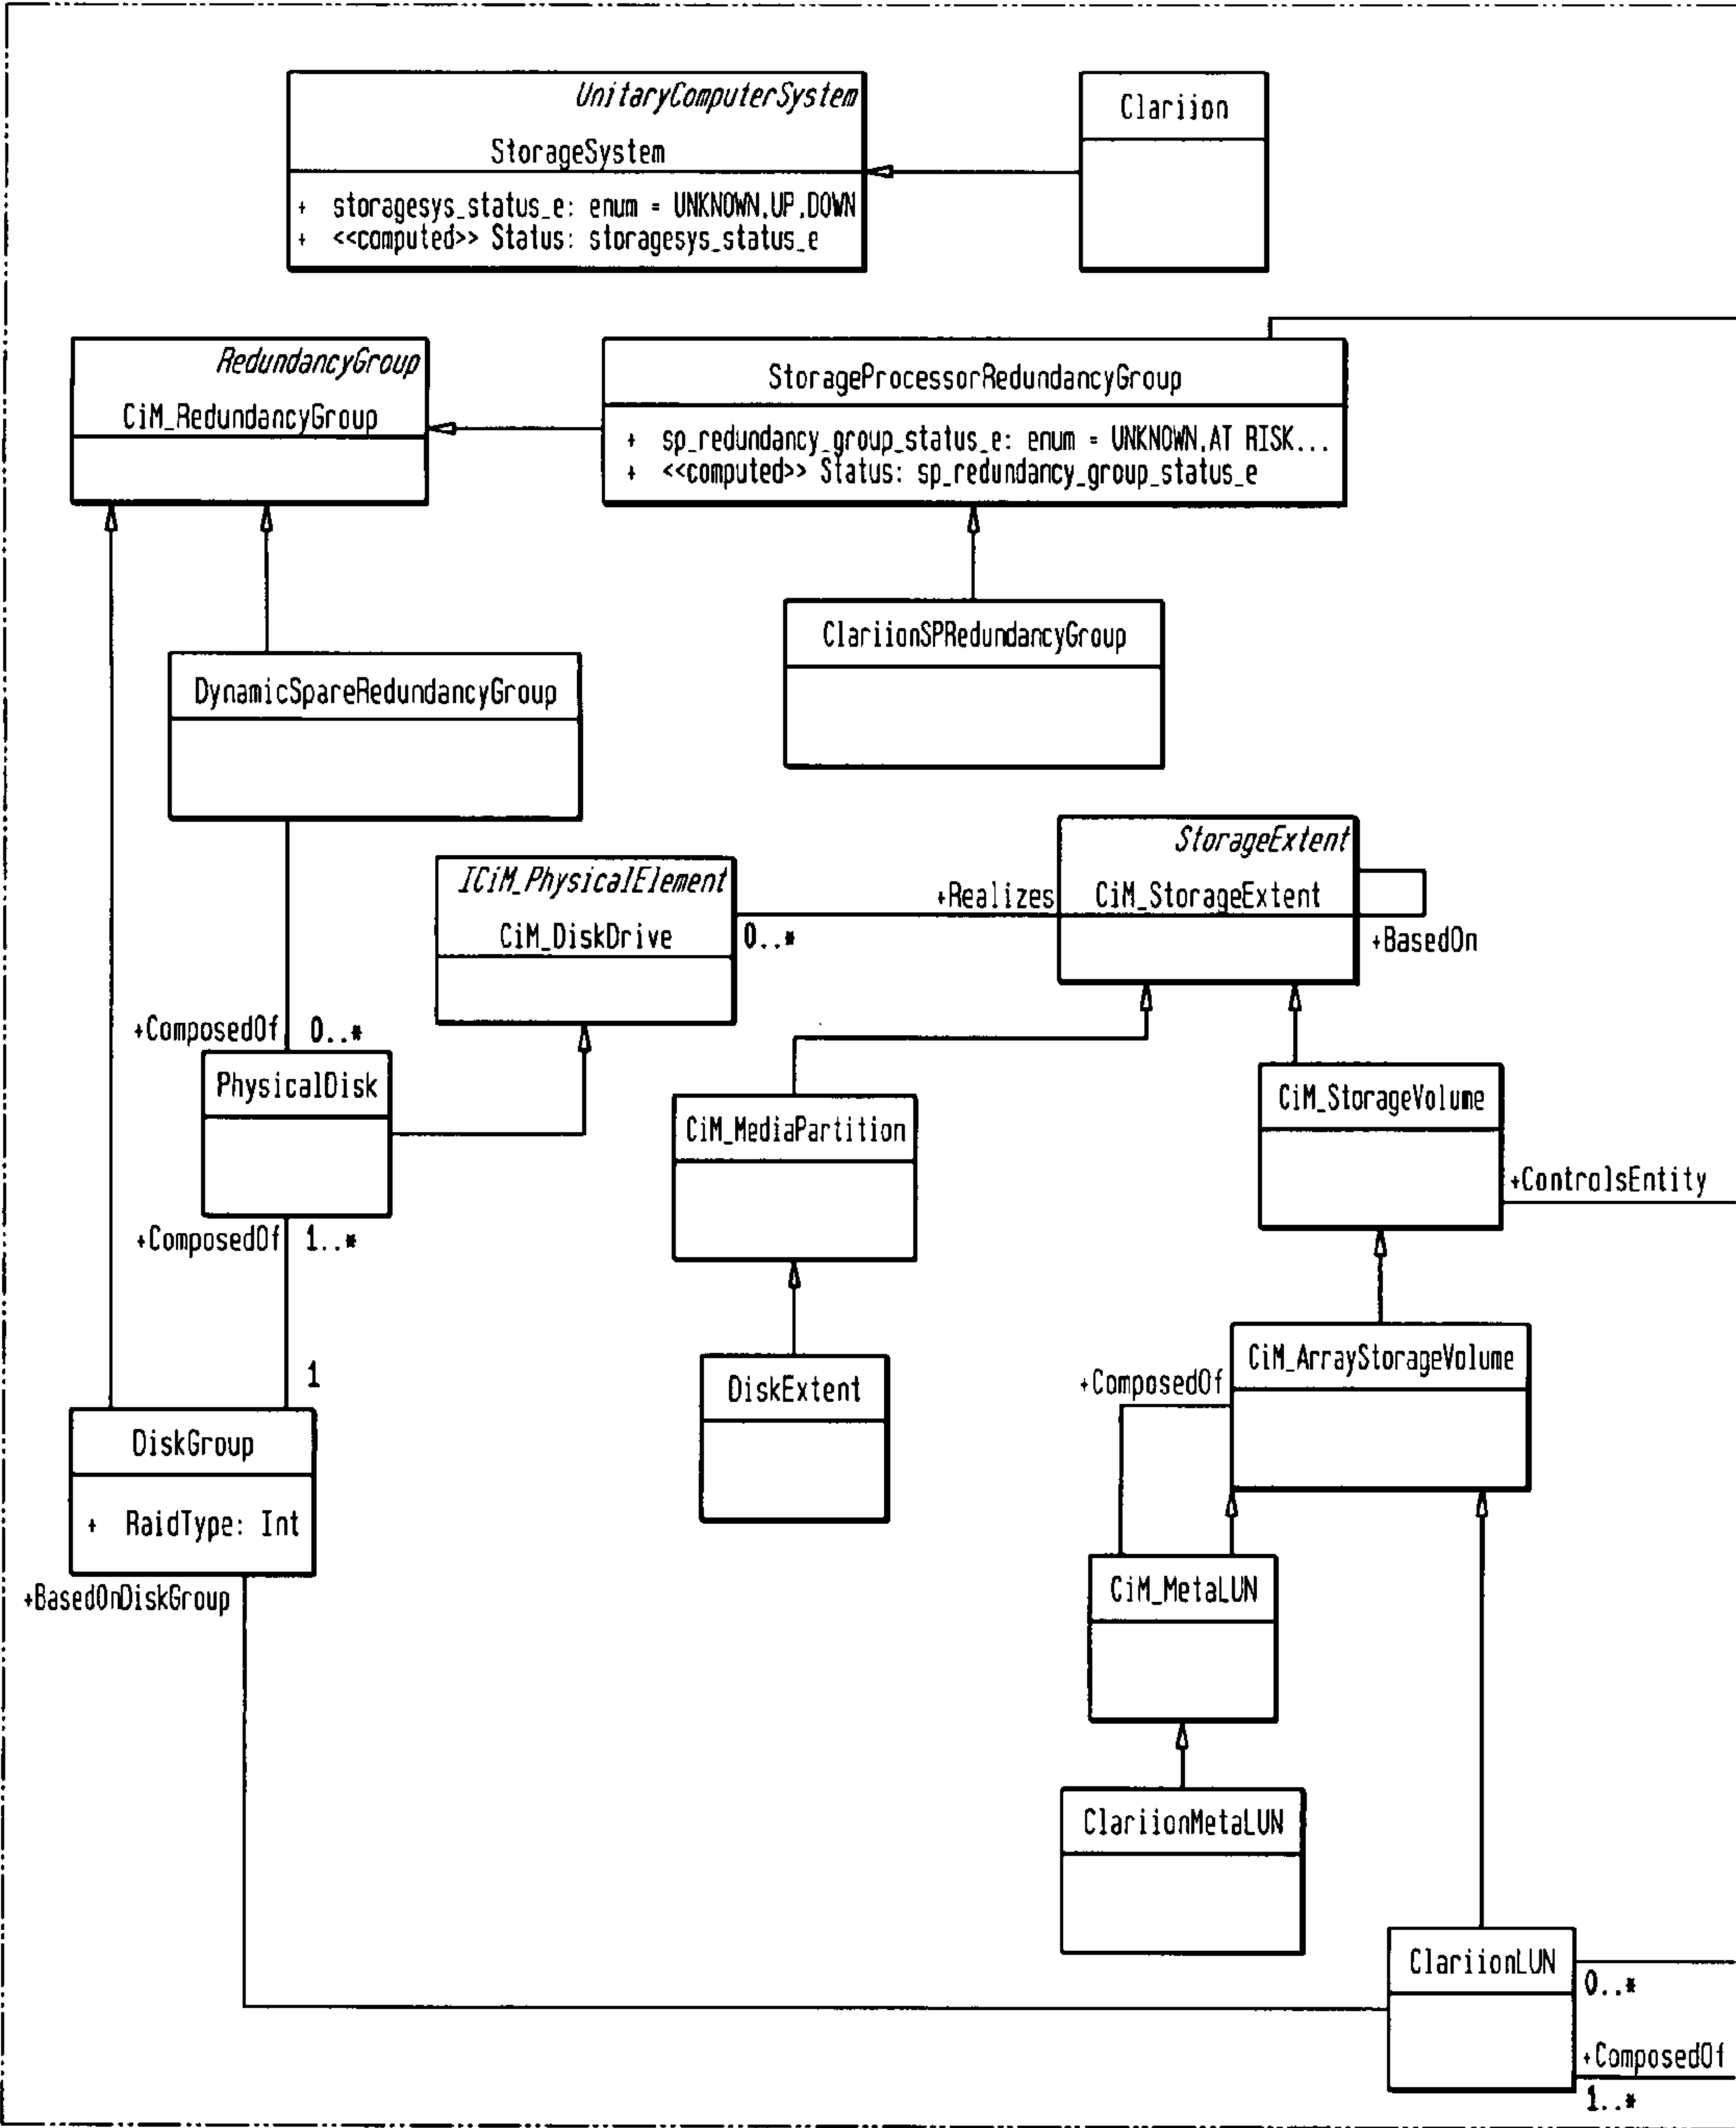 UnitaryComputerSystem
StorageSystem
+ storagesys_status_e: enum = UNKNOWN,UP,DOWN
+ <<computed>> Status: storagesys_status_e
Clariion
RedundancyGroup
CiM_RedundancyGroup
StorageProcessorRedundancyGroup
+ sp_redundancy_group_status_e: enum = UNKNOWN,AT RISK...
+ <<computed>> Status: sp_redundancy_group_status_e
ClariionSPRedundancyGroup
DynamicSpareRedundancyGroup
ICiM_PhysicalElement
CiM_DiskDrive
0..*
+Realizes
StorageExtent
CiM_StorageExtent
+BasedOn
+ComposedOf 0..*
PhysicalDisk
+ComposedOf 1..*
1
CiM_MediaPartition
CiM_StorageVolume
+ControlsEntity
DiskExtent
+ComposedOf
CiM_ArrayStorageVolume
DiskGroup
+ RaidType: Int
+BasedOnDiskGroup
CiM_MetaLUN
ClariionMetaLUN
ClariionLUN
0..*
+ComposedOf
1..*